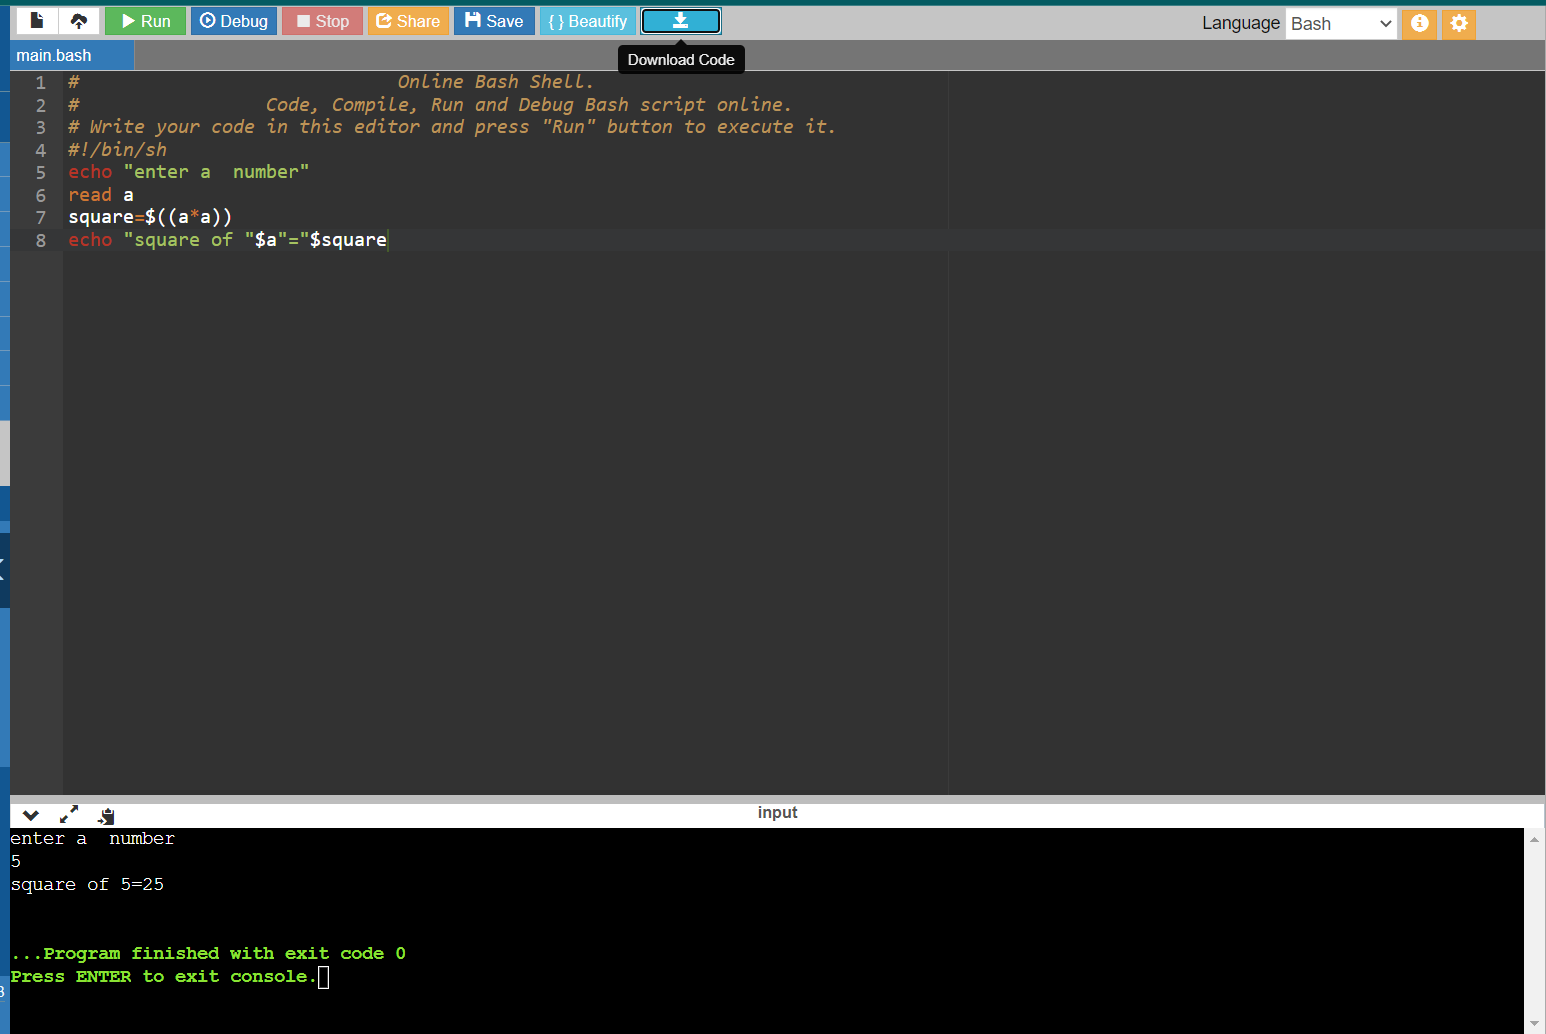 Run Debug Stop Share Save { } Beautify Language Bash
main.bash
Download Code
1 #                             Online Bash Shell.
2 #                 Code, Compile, Run and Debug Bash script online.
3 # Write your code in this editor and press "Run" button to execute it.
4 #!/bin/sh
5 echo "enter a  number"
6 read a
7 square=$((a*a))
8 echo "square of "$a"="$square
input
enter a  number
5
square of 5=25
...Program finished with exit code 0
Press ENTER to exit console.